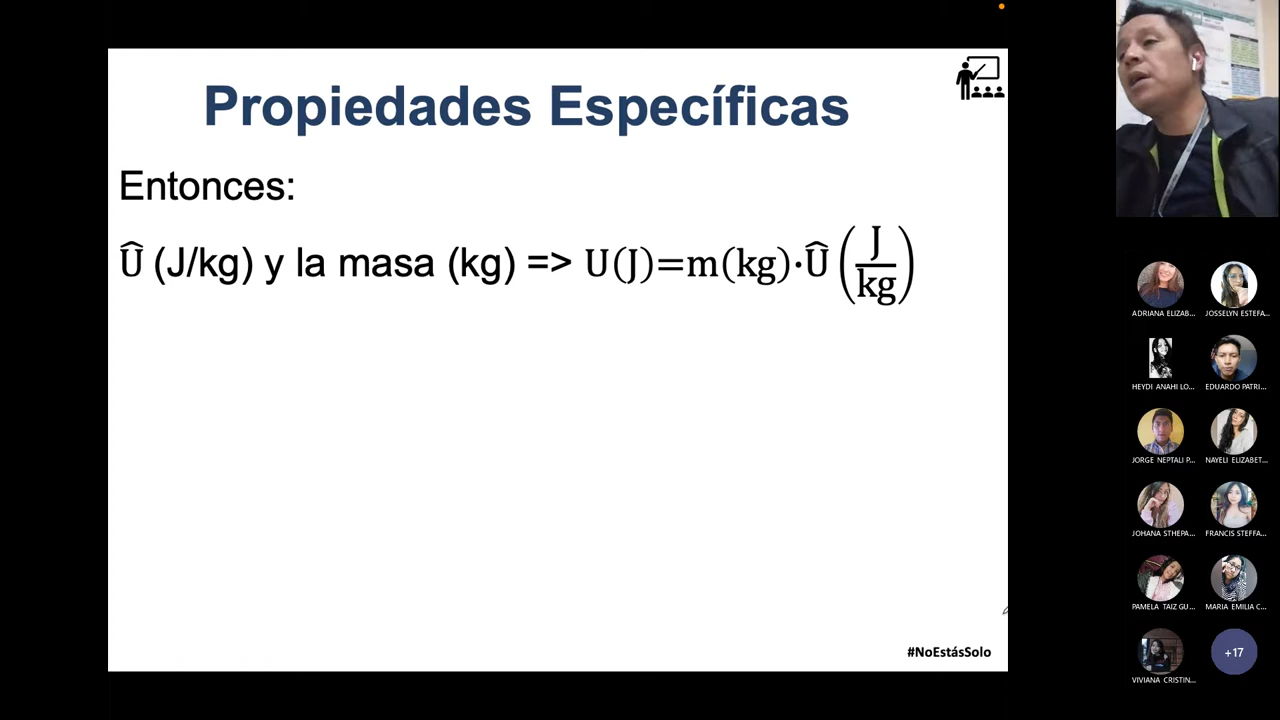 Propiedades Específicas
Entonces:
Û (J/kg) y la masa (kg) => U(J)=m(kg)·Û(J/kg)
#NoEstásSolo
ADRIANA ELIZAB...
JOSSELYN ESTEFA...
HEYDI ANAHI LO...
EDUARDO PATRI...
JORGE NEPTALI P...
NAYELI ELIZABET...
JOHANA STHEPA...
FRANCIS STEFFA...
PAMELA TAIZ GU...
MARIA EMILIA C...
VIVIANA CRISTIN...
+17